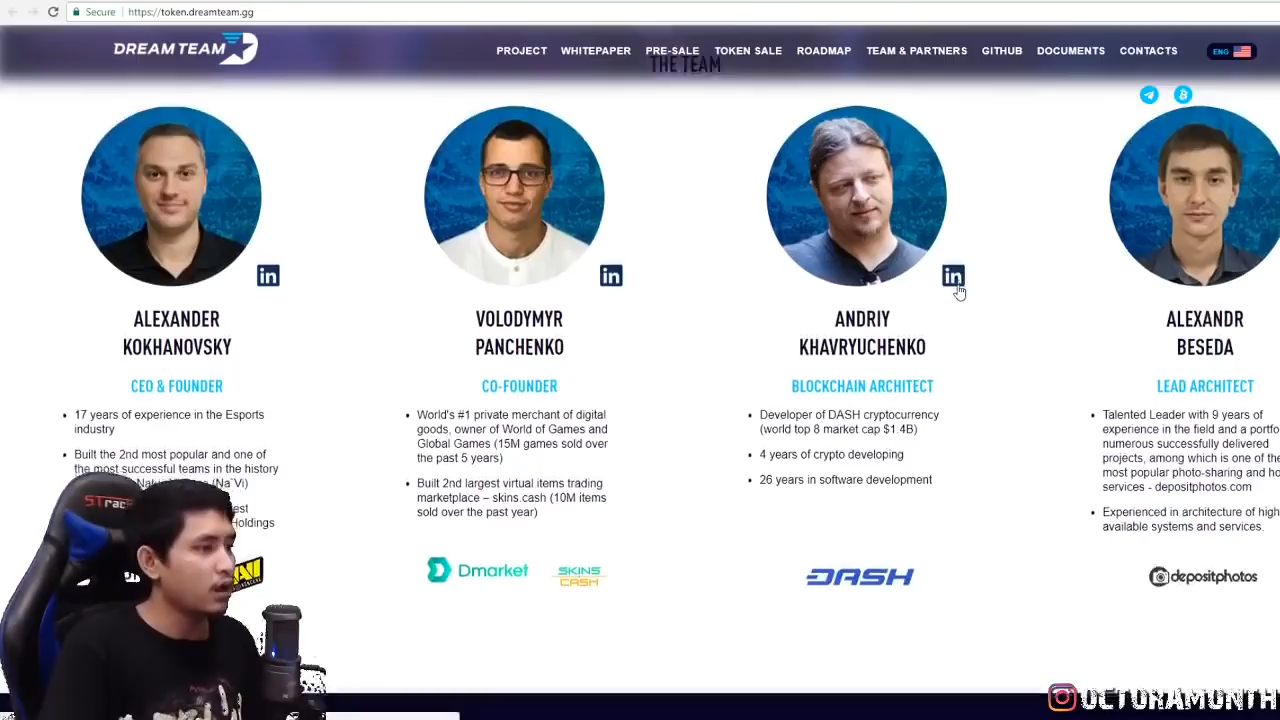 Secure https://token.dreamteam.gg
DREAM TEAM
PROJECT WHITEPAPER PRE-SALE TOKEN SALE ROADMAP TEAM & PARTNERS GITHUB DOCUMENTS CONTACTS ENG
THE TEAM
in
in
in
ALEXANDER
KOKHANOVSKY
CEO & FOUNDER
17 years of experience in the Esports
industry
Built the 2nd most popular and one of
the most successful teams in the history
(Na`Vi)
Holdings
VOLODYMYR
PANCHENKO
CO-FOUNDER
World's #1 private merchant of digital
goods, owner of World of Games and
Global Games (15M games sold over
the past 5 years)
Built 2nd largest virtual items trading
marketplace – skins.cash (10M items
sold over the past year)
Dmarket
SKINS
CASH
ANDRIY
KHAVRYUCHENKO
BLOCKCHAIN ARCHITECT
Developer of DASH cryptocurrency
(world top 8 market cap $1.4B)
4 years of crypto developing
26 years in software development
DASH
ALEXANDR
BESEDA
LEAD ARCHITECT
Talented Leader with 9 years of
experience in the field and a portfo
numerous successfully delivered
projects, among which is one of the
most popular photo-sharing and ho
services - depositphotos.com
Experienced in architecture of high
available systems and services.
depositphotos